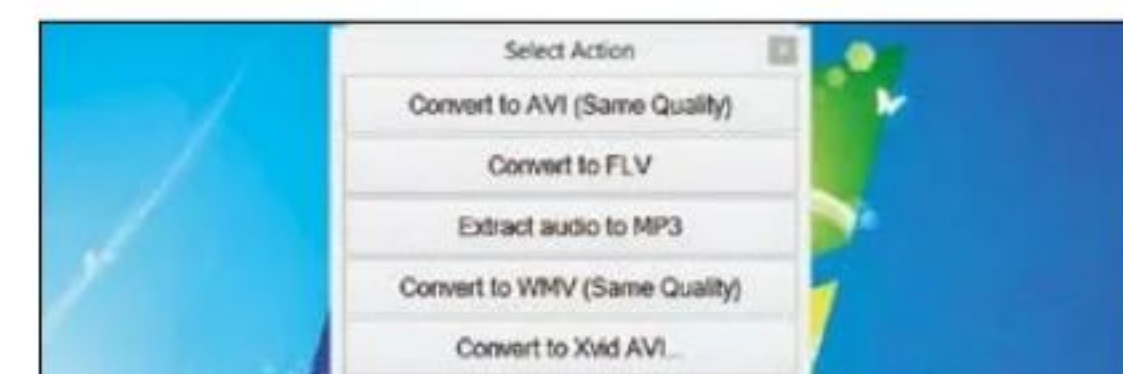 Select Action
Convert to AVI (Same Quality)
Convert to FLV
Extract audio to MP3
Convert to WMV (Same Quality)
Convert to Xvid AVI...